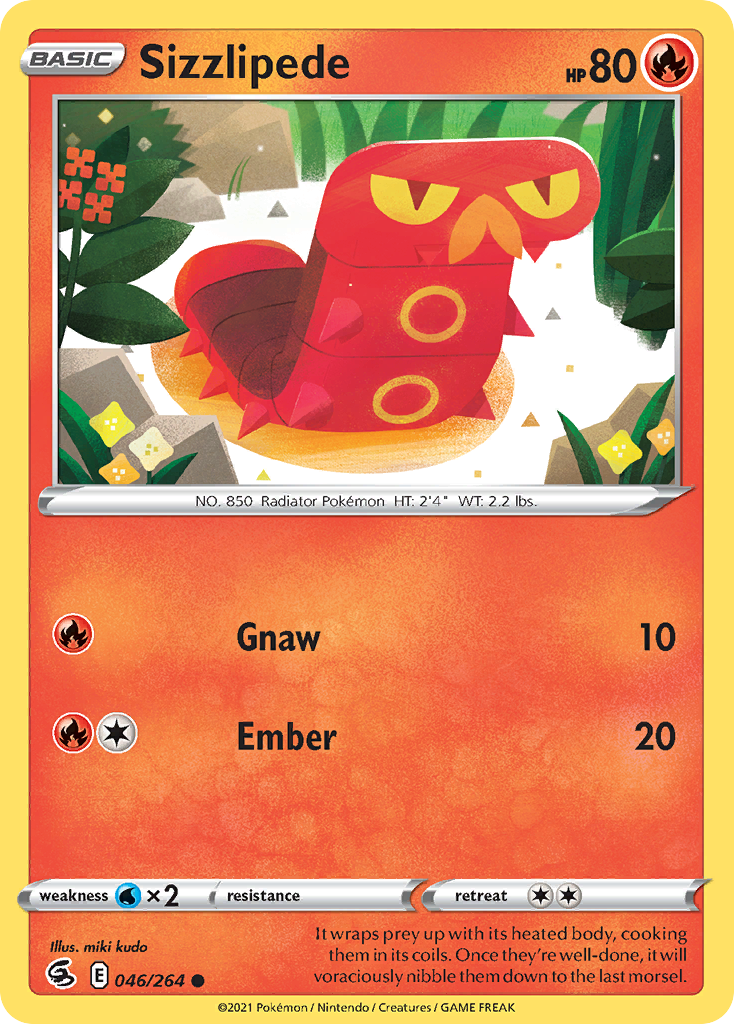 BASIC Sizzlipede HP 80
NO. 850 Radiator Pokémon HT: 2'4" WT: 2.2 lbs.
Gnaw 10
Ember 20
weakness ×2 resistance retreat
Illus. miki kudo
It wraps prey up with its heated body, cooking
them in its coils. Once they're well-done, it will
voraciously nibble them down to the last morsel.
E 046/264
©2021 Pokémon / Nintendo / Creatures / GAME FREAK